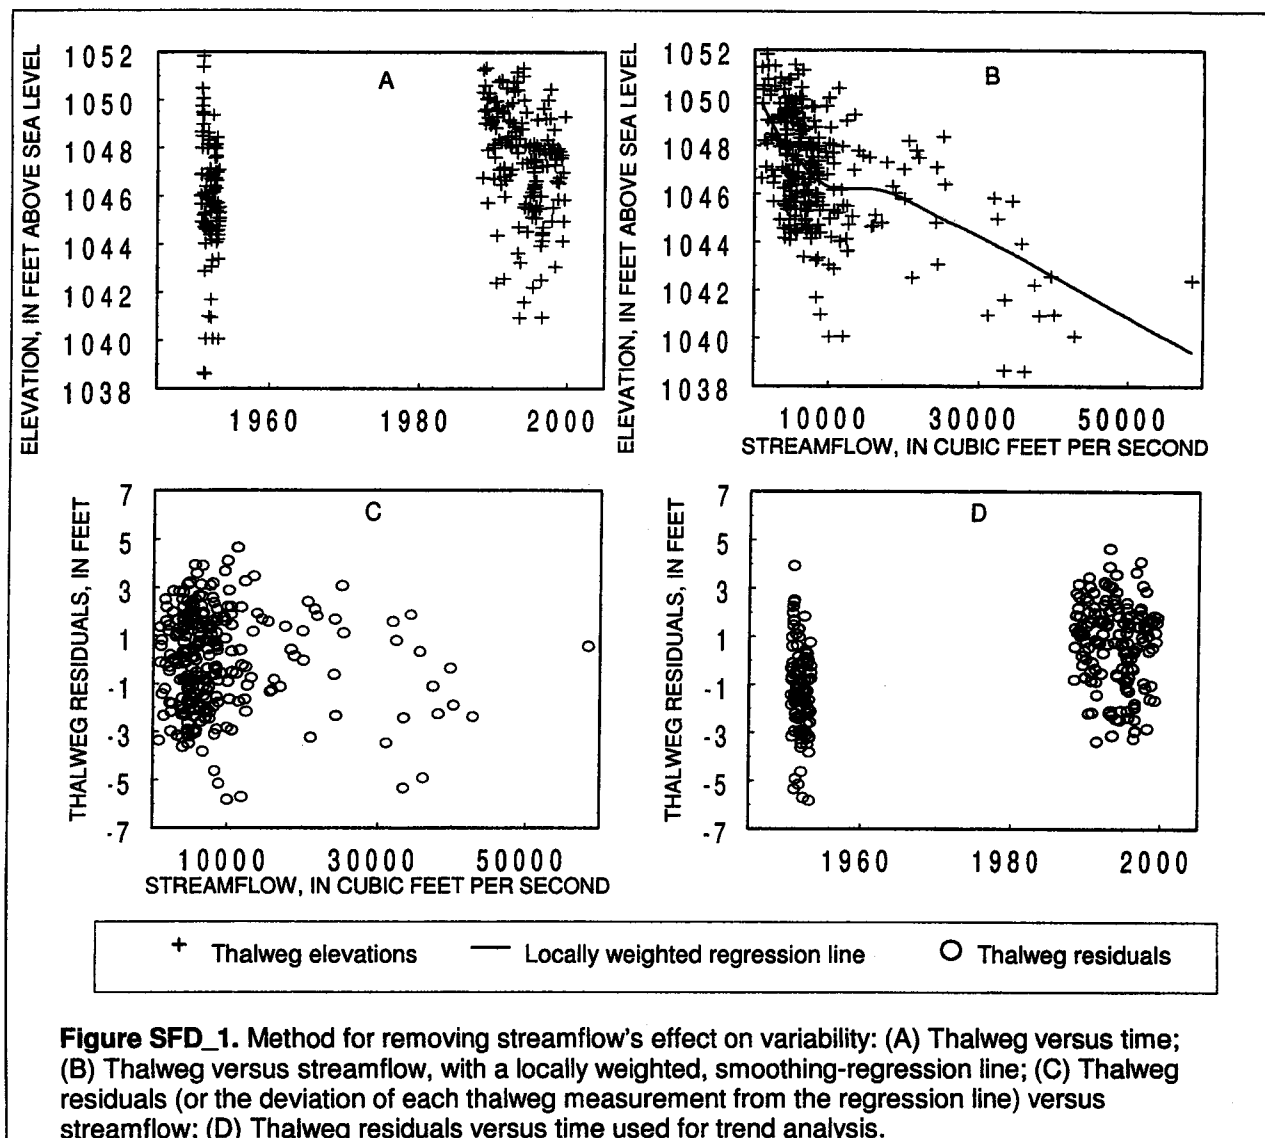 ELEVATION, IN FEET ABOVE SEA LEVEL
1052
1050
1048
1046
1044
1042
1040
1038
A
1960 1980 2000
ELEVATION, IN FEET ABOVE SEA LEVEL
1052
1050
1048
1046
1044
1042
1040
1038
B
10000 30000 50000
STREAMFLOW, IN CUBIC FEET PER SECOND
THALWEG RESIDUALS, IN FEET
7
5
3
1
-1
-3
-5
-7
C
10000 30000 50000
STREAMFLOW, IN CUBIC FEET PER SECOND
THALWEG RESIDUALS, IN FEET
7
5
3
1
-1
-3
-5
-7
D
1960 1980 2000
Thalweg elevations Locally weighted regression line Thalweg residuals
Figure SFD_1. Method for removing streamflow's effect on variability: (A) Thalweg versus time;
(B) Thalweg versus streamflow, with a locally weighted, smoothing-regression line; (C) Thalweg
residuals (or the deviation of each thalweg measurement from the regression line) versus
streamflow; (D) Thalweg residuals versus time used for trend analysis.